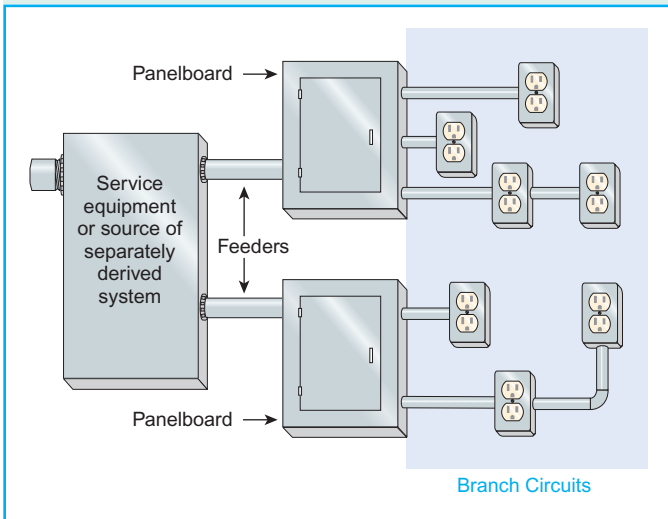 Panelboard
Service
equipment
or source of
separately
derived
system
Feeders
Panelboard
Branch Circuits